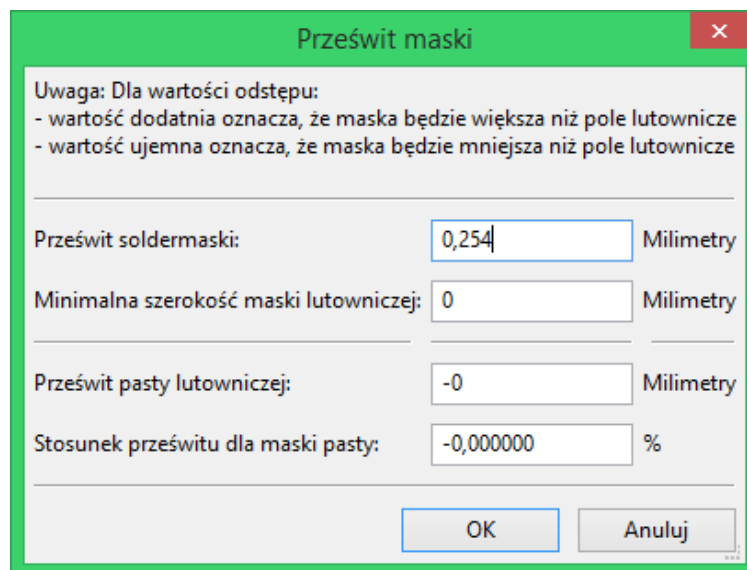 Prześwit maski
Uwaga: Dla wartości odstępu:
- wartość dodatnia oznacza, że maska będzie większa niż pole lutownicze
- wartość ujemna oznacza, że maska będzie mniejsza niż pole lutownicze
Prześwit soldermaski: 0,254 Milimetry
Minimalna szerokość maski lutowniczej: 0 Milimetry
Prześwit pasty lutowniczej: -0 Milimetry
Stosunek prześwitu dla maski pasty: -0,000000 %
OK Anuluj